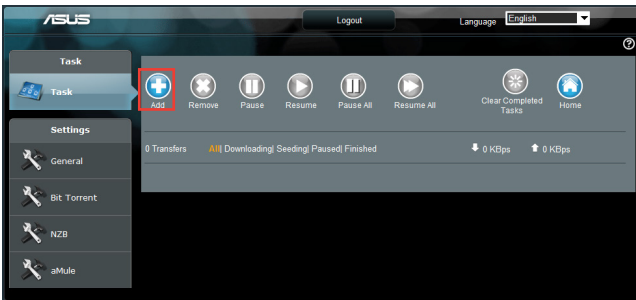 ASUS
Logout
Language English
?
Task
Task
Add Remove Pause Resume Pause All Resume All Clear Completed Tasks Home
0 Transfers All| Downloading| Seeding| Paused| Finished 0 KBps 0 KBps
Settings
General
Bit Torrent
NZB
aMule